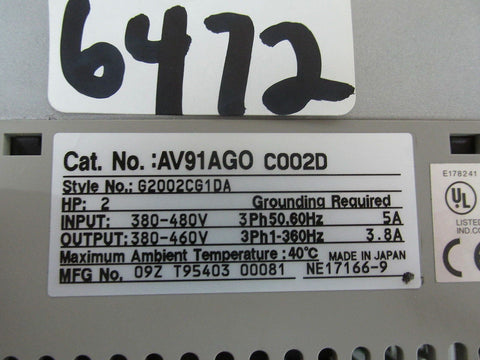 6472
Cat. No. :AV91AGO C002D
Style No.: G2002CG1DA
HP: 2 Grounding Required
INPUT: 380-480V 3Ph50.60Hz 5A
OUTPUT: 380-460V 3Ph1-360Hz 3.8A
Maximum Ambient Temperature : 40°C MADE IN JAPAN
MFG No. 09Z T95403 00081 NE17166-9
E178241
UL
LISTED
IND.CO